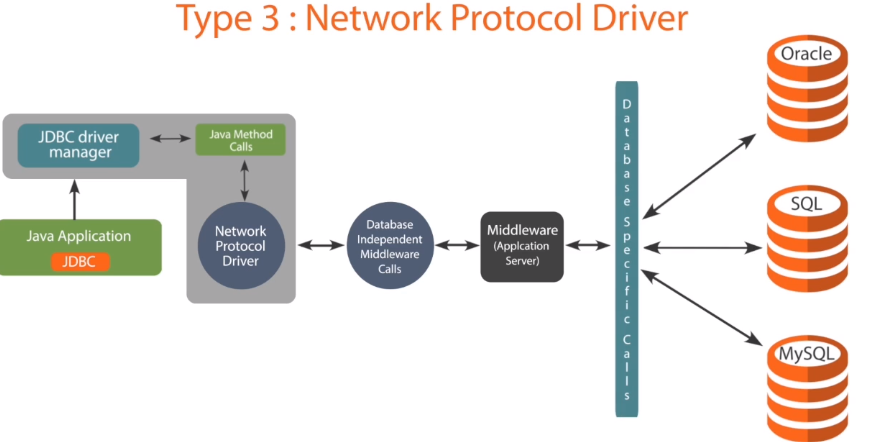 Type 3 : Network Protocol Driver
Oracle
JDBC driver
manager
Java Method
Calls
Java Application
JDBC
Network
Protocol
Driver
Database
Independent
Middleware
Calls
Middleware
(Applcation
Server)
Database Specific Calls
SQL
MySQL